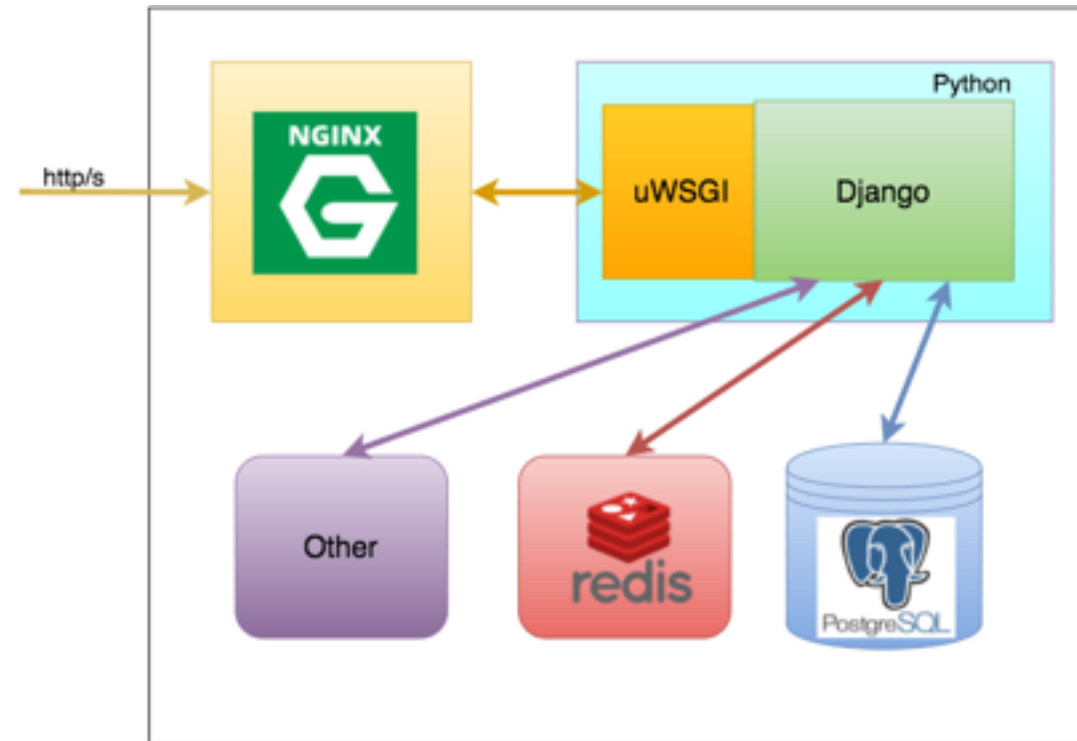 Python
NGINX
http/s
uWSGI
Django
Other
redis
PostgreSQL